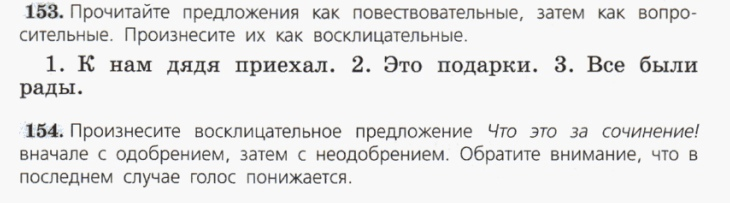 153. Прочитайте предложения как повествовательные, затем как вопро-
сительные. Произнесите их как восклицательные.
1. К нам дядя приехал. 2. Это подарки. 3. Все были
рады.
154. Произнесите восклицательное предложение Что это за сочинение!
вначале с одобрением, затем с неодобрением. Обратите внимание, что в
последнем случае голос понижается.